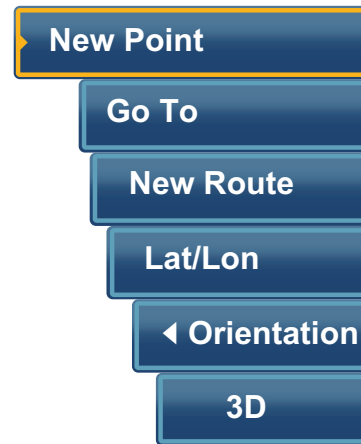 New Point
Go To
New Route
Lat/Lon
Orientation
3D